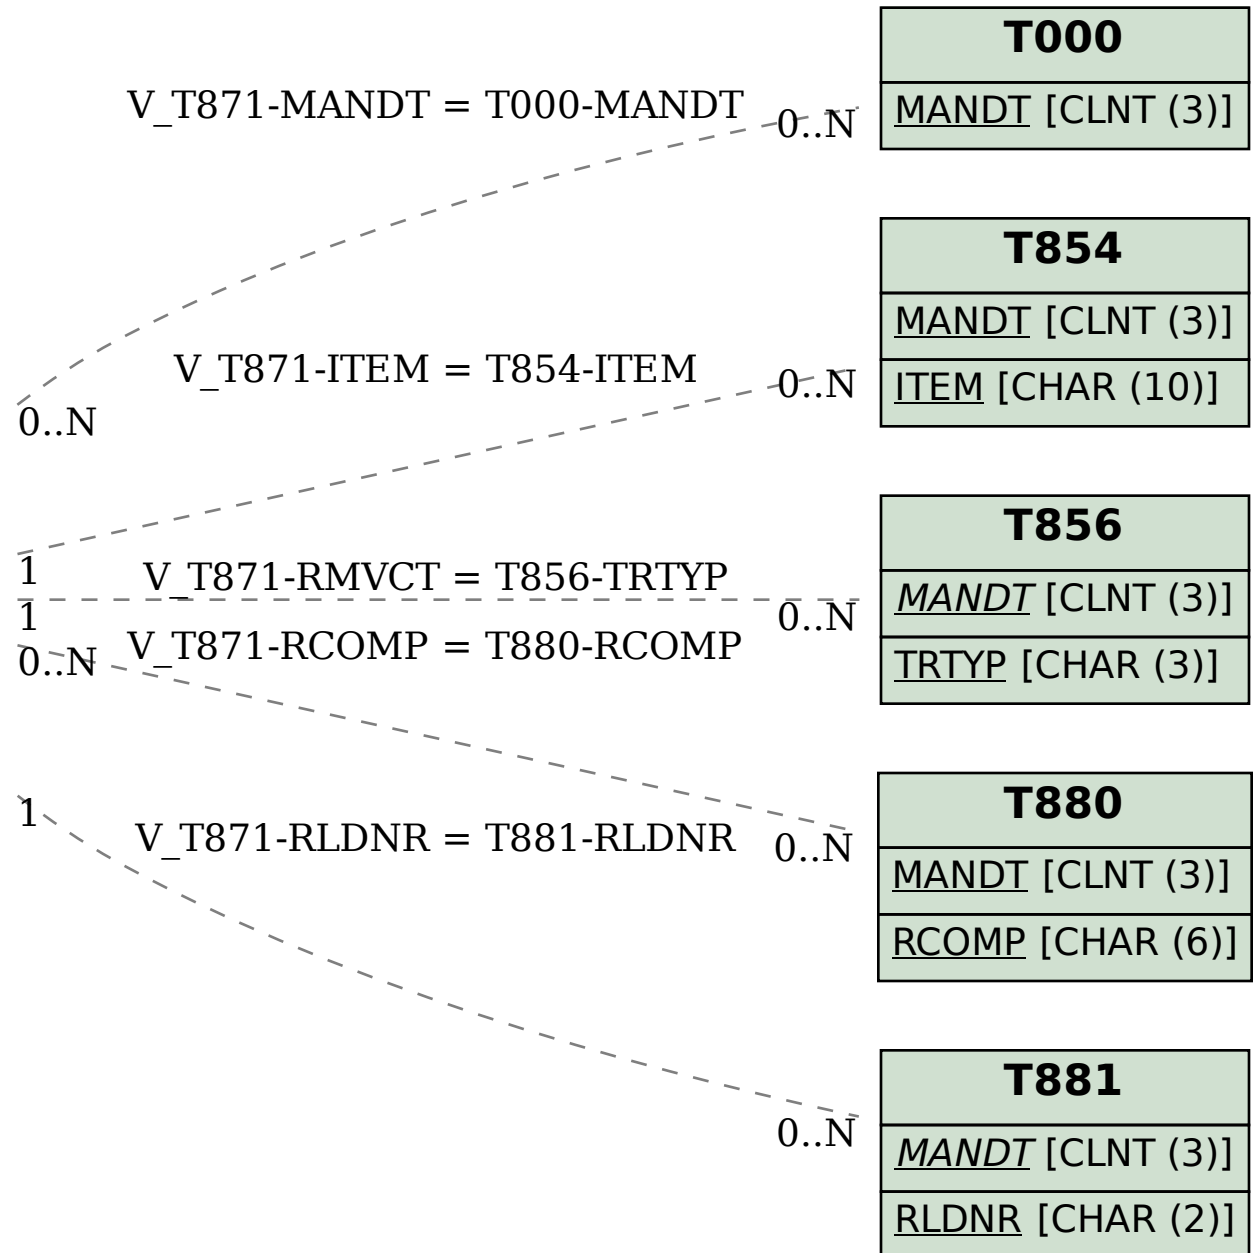 T000
V_T871-MANDT = T000-MANDT
0..N
MANDT [CLNT (3)]
T854
MANDT [CLNT (3)]
V_T871-ITEM = T854-ITEM
0..N
ITEM [CHAR (10)]
0..N
T856
1
V_T871-RMVCT = T856-TRTYP
MANDT [CLNT (3)]
1
0..N
0..N
V_T871-RCOMP = T880-RCOMP
TRTYP [CHAR (3)]
T880
1
V_T871-RLDNR = T881-RLDNR
0..N
MANDT [CLNT (3)]
RCOMP [CHAR (6)]
T881
0..N
MANDT [CLNT (3)]
RLDNR [CHAR (2)]